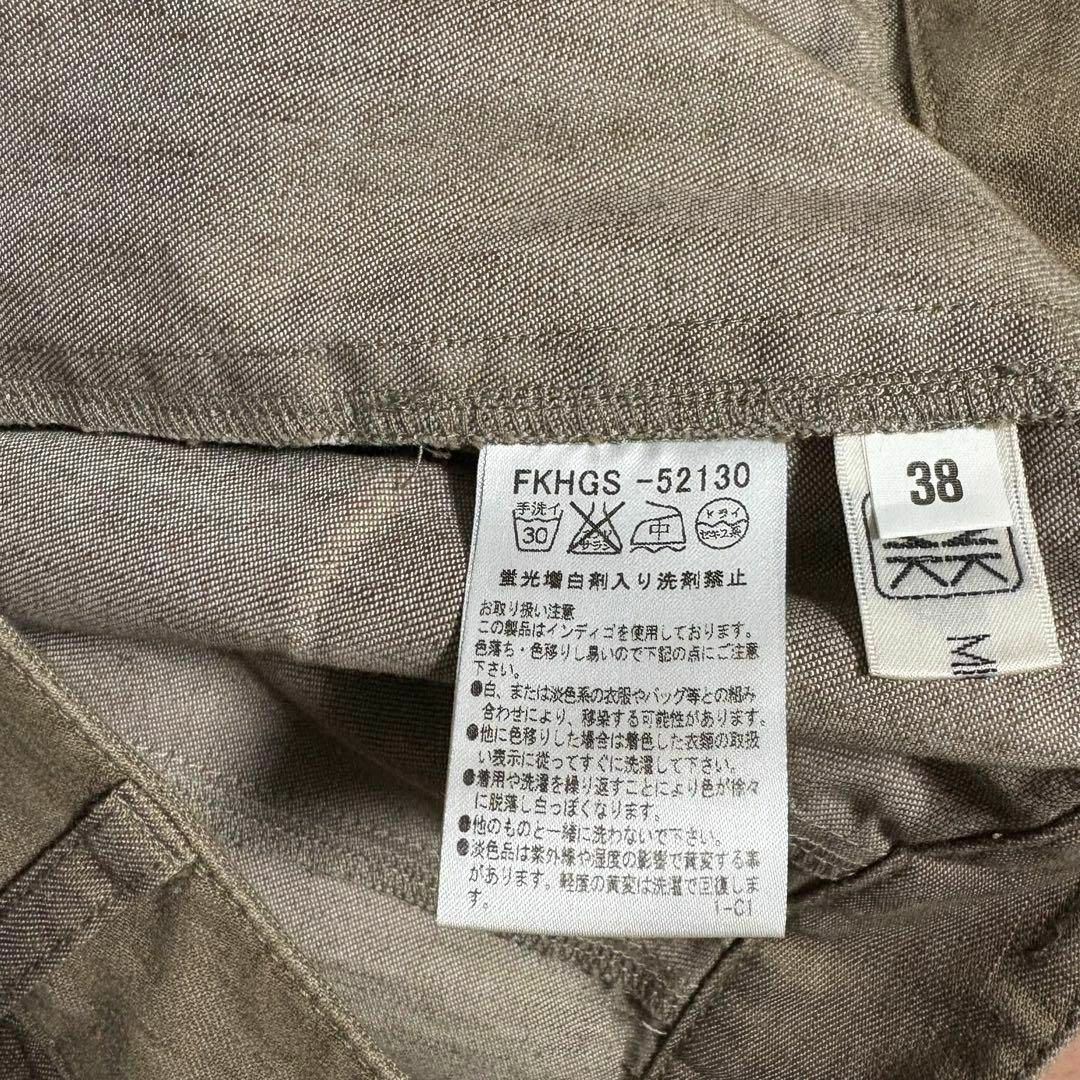 FKHGS -52130
手洗イ
30
エンソ
サラシ
中
ドライ
セキユ系
蛍光増白剤入り洗剤禁止
お取り扱い注意
この製品はインディゴを使用しております。
色落ち・色移りし易いので下記の点にご注意
下さい。
●白、または淡色系の衣服やバッグ等との組み
合わせにより、移染する可能性があります。
●他に色移りした場合は着色した衣類の取扱
い表示に従ってすぐに洗濯して下さい。
●着用や洗濯を繰り返すことにより色が徐々
に脱落し白っぽくなります。
●他のものと一緒に洗わないで下さい。
●淡色品は紫外線や湿度の影響で黄変する事
があります。軽度の黄変は洗濯で回復しま
す。
1-C1
38
MK